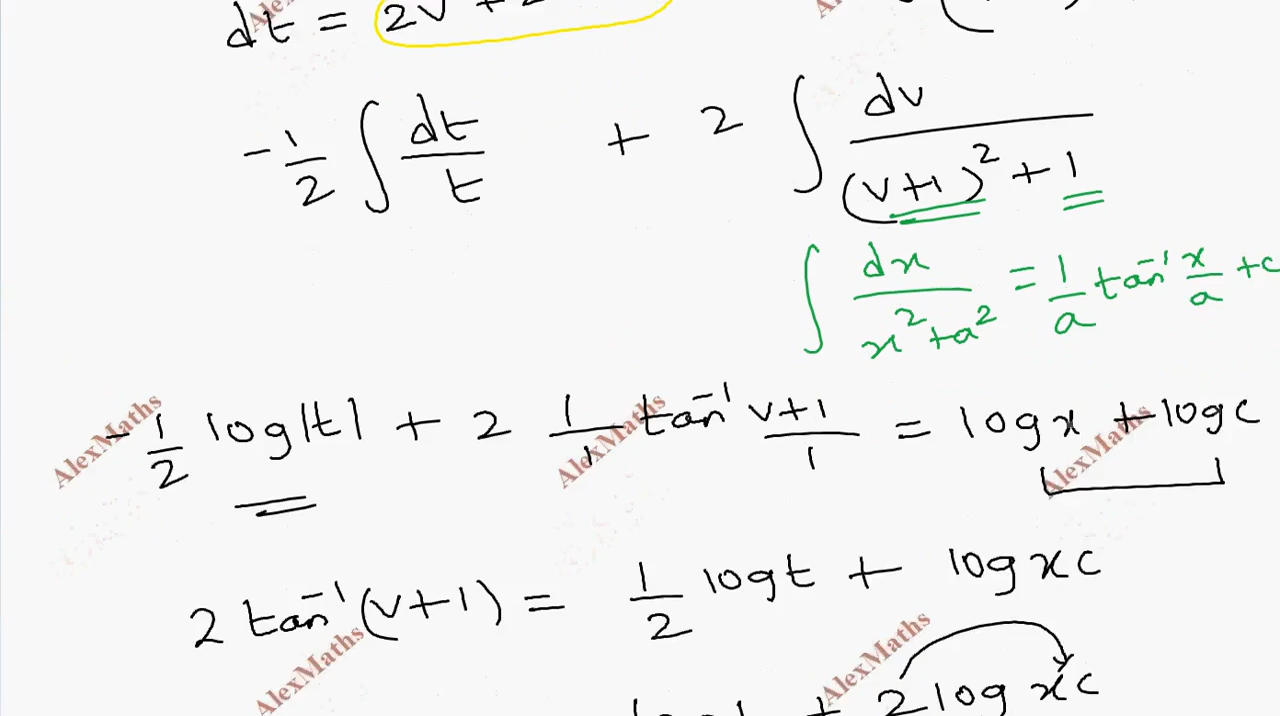 dt = 2v + 2
-1/2 ∫ dt/t + 2 ∫ dv/((v+1)² + 1)
∫ dx/(x² + a²) = 1/a tan⁻¹ x/a + c
-1/2 log|t| + 2 1/1 tan⁻¹ (v+1)/1 = log x + log c
AlexMaths AlexMaths AlexMaths
2 tan⁻¹(v+1) = 1/2 log t + log xc
AlexMaths AlexMaths
+ 2 log xc